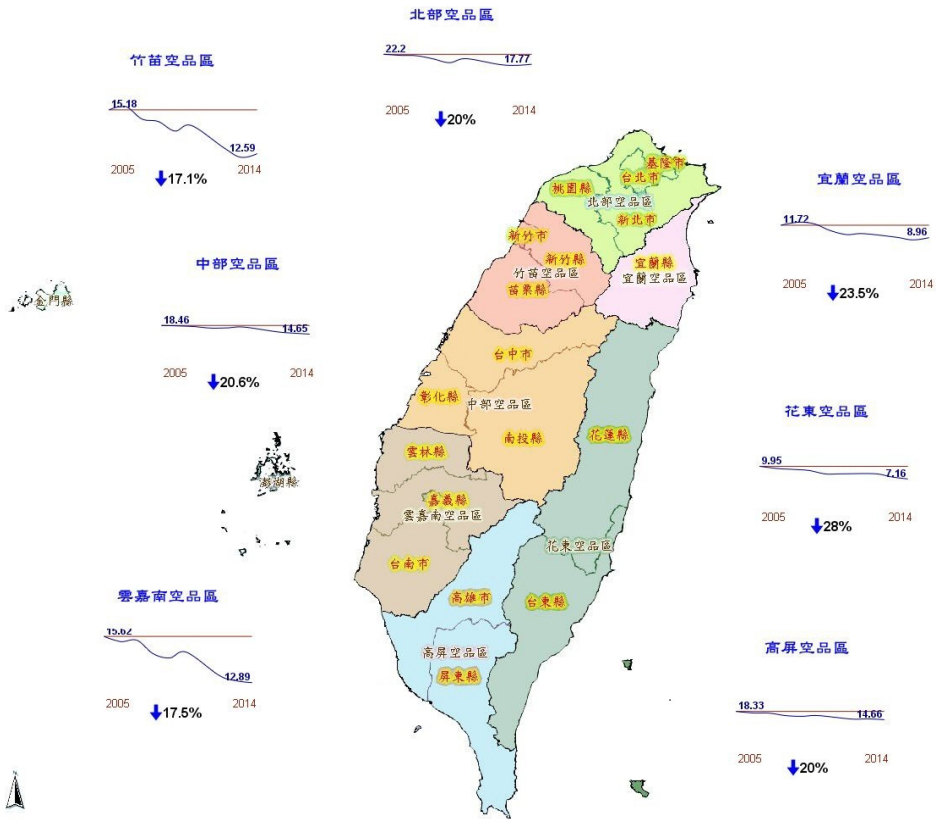 北部空品區
22.2
17.77
2005
2014
20%
竹苗空品區
15.18
12.59
2005
2014
17.1%
宜蘭空品區
11.72
8.96
2005
2014
23.5%
中部空品區
18.46
14.65
2005
2014
20.6%
花東空品區
9.95
7.16
2005
2014
28%
雲嘉南空品區
15.62
12.89
2005
2014
17.5%
高屏空品區
18.33
14.66
2005
2014
20%
基隆市
台北市
桃園縣
北部空品區
新北市
新竹市
新竹縣
竹苗空品區
苗栗縣
宜蘭縣
宜蘭空品區
金門縣
台中市
彰化縣
中部空品區
南投縣
花蓮縣
雲林縣
澎湖縣
嘉義縣
雲嘉南空品區
台南市
花東空品區
高雄市
台東縣
高屏空品區
屏東縣